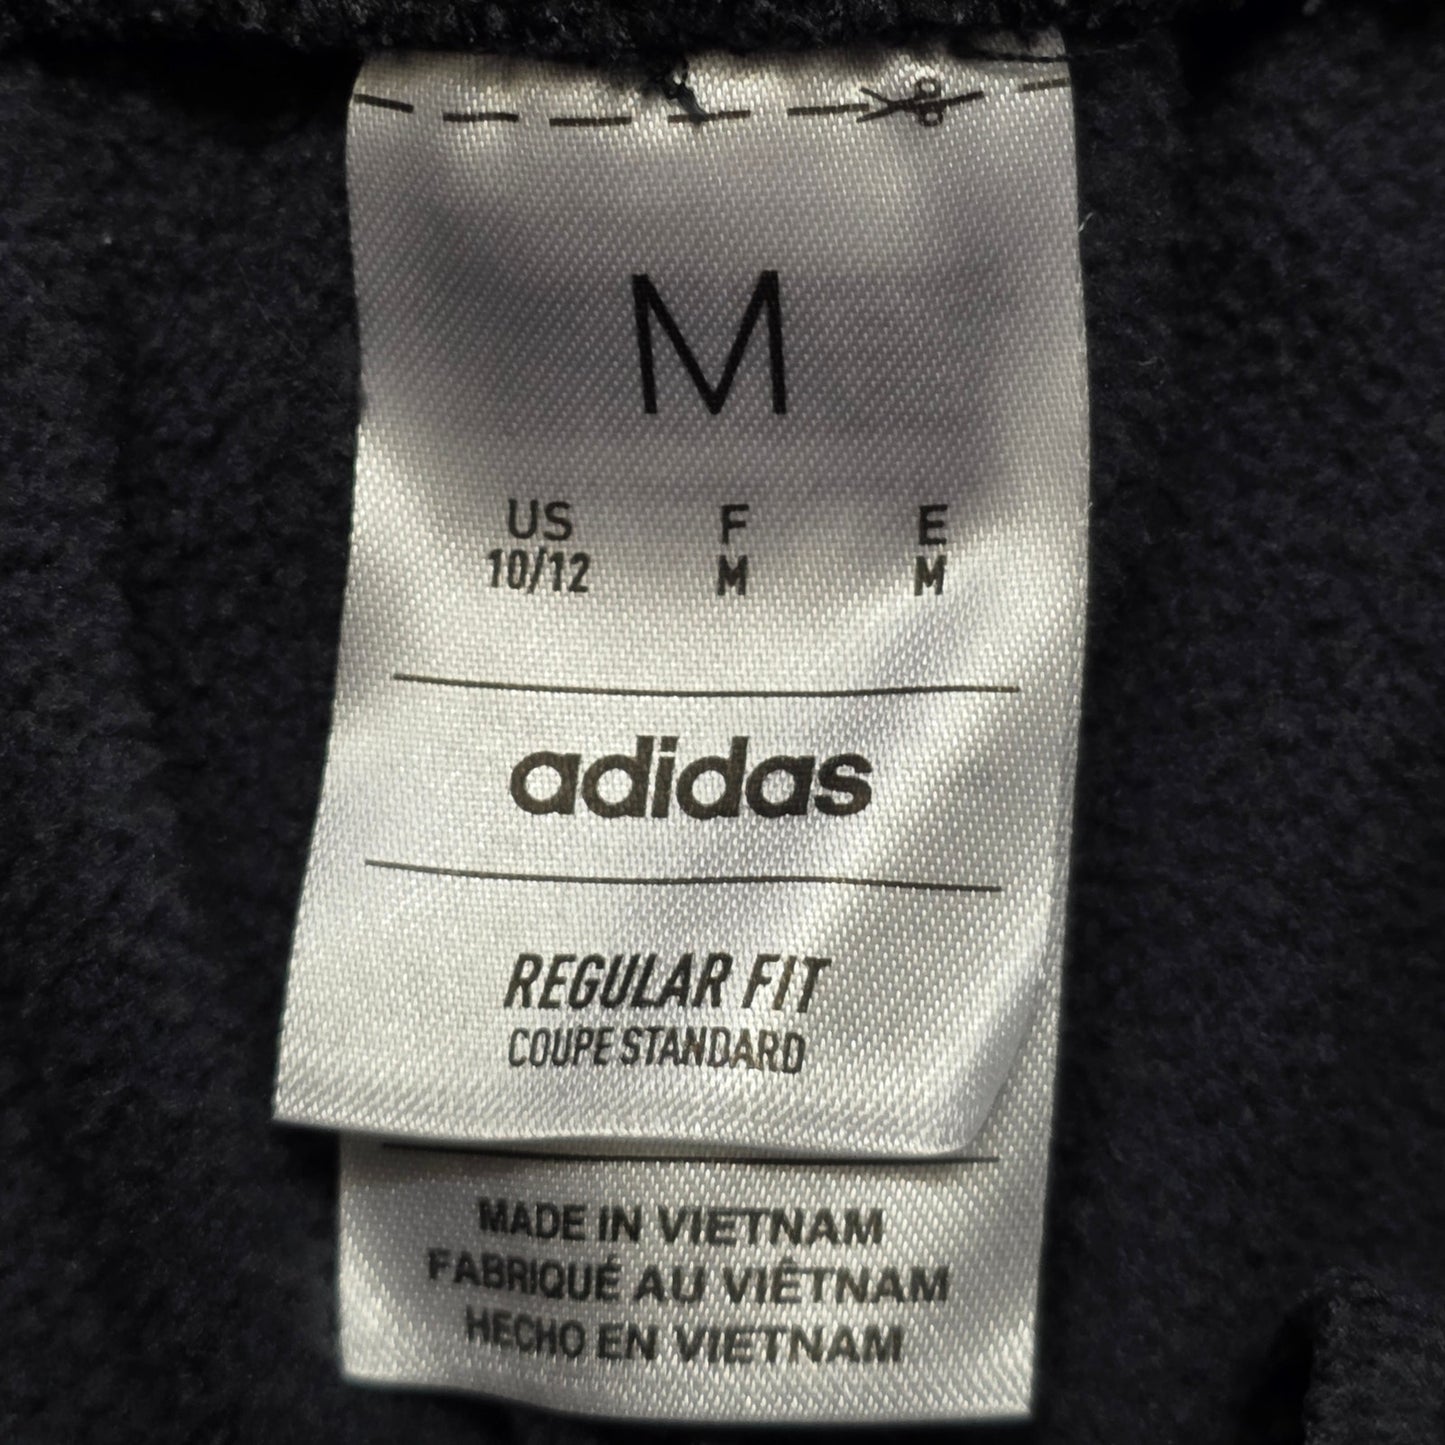 M
US F E
10/12 M M
adidas
REGULAR FIT
COUPE STANDARD
MADE IN VIETNAM
FABRIQUÉ AU VIÊTNAM
HECHO EN VIETNAM